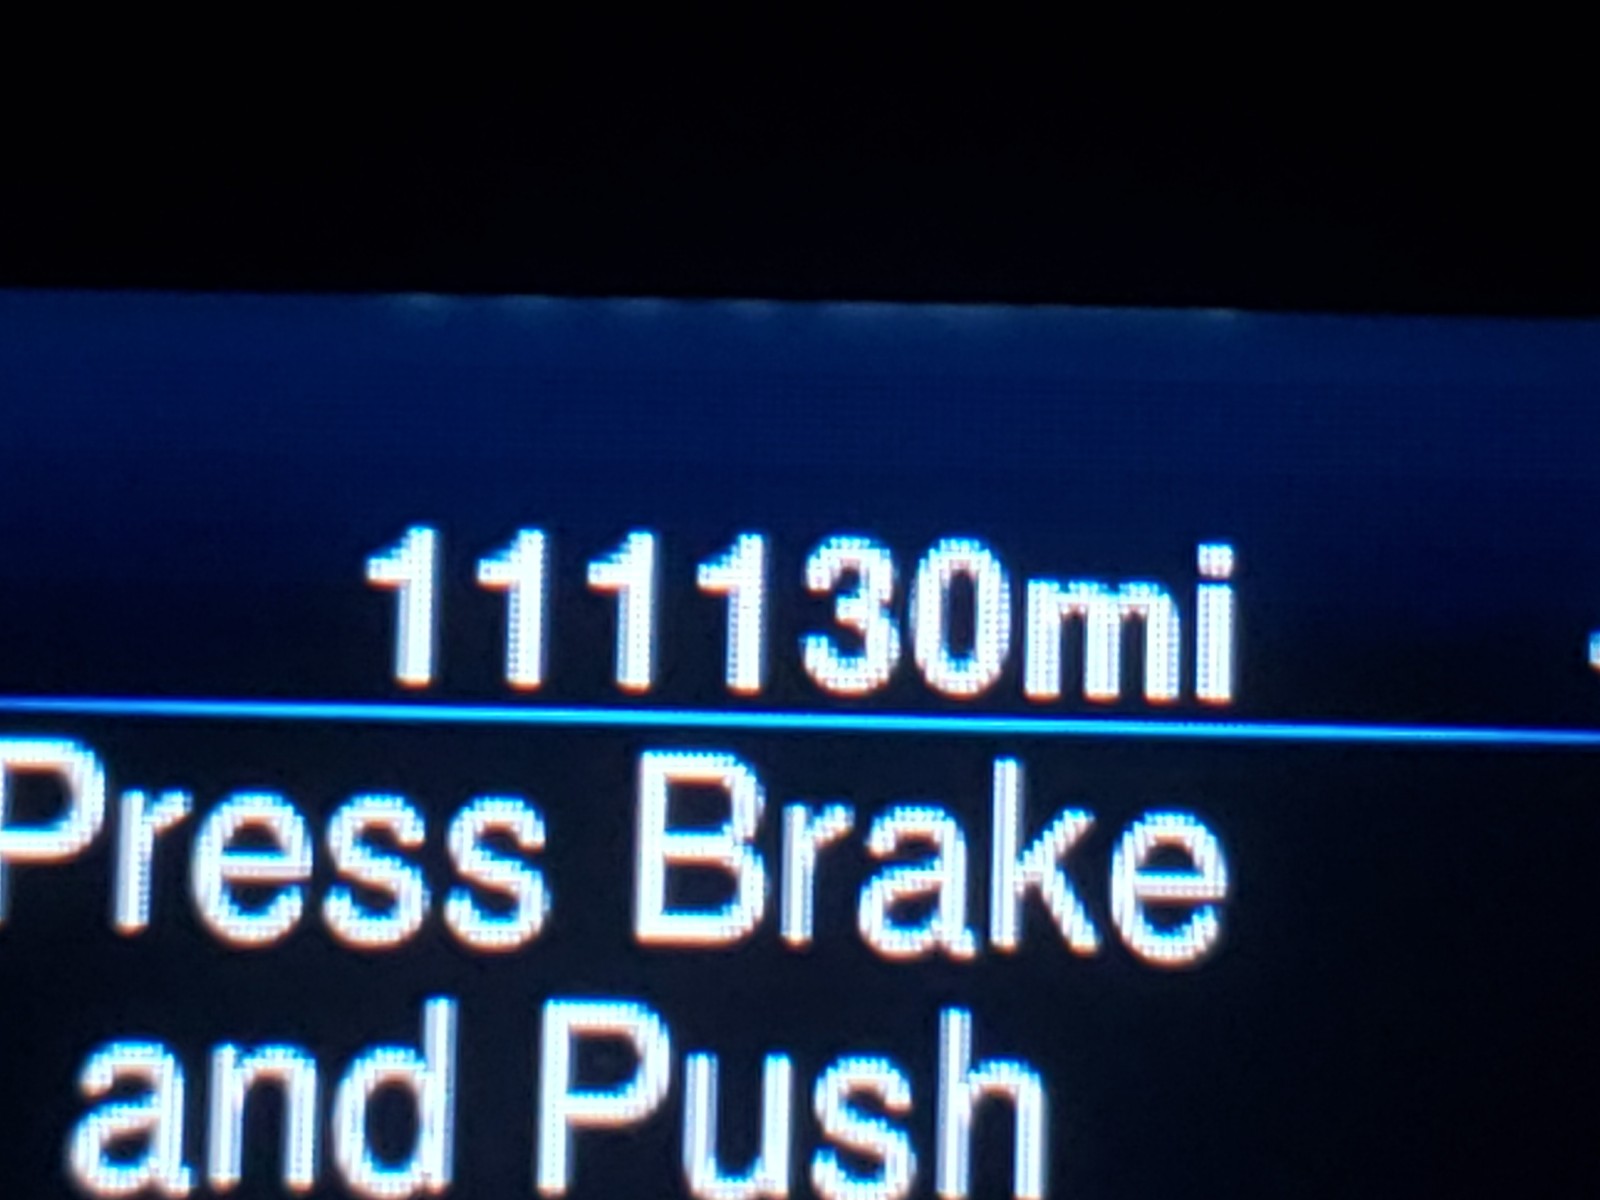 111130mi
Press Brake
and Push